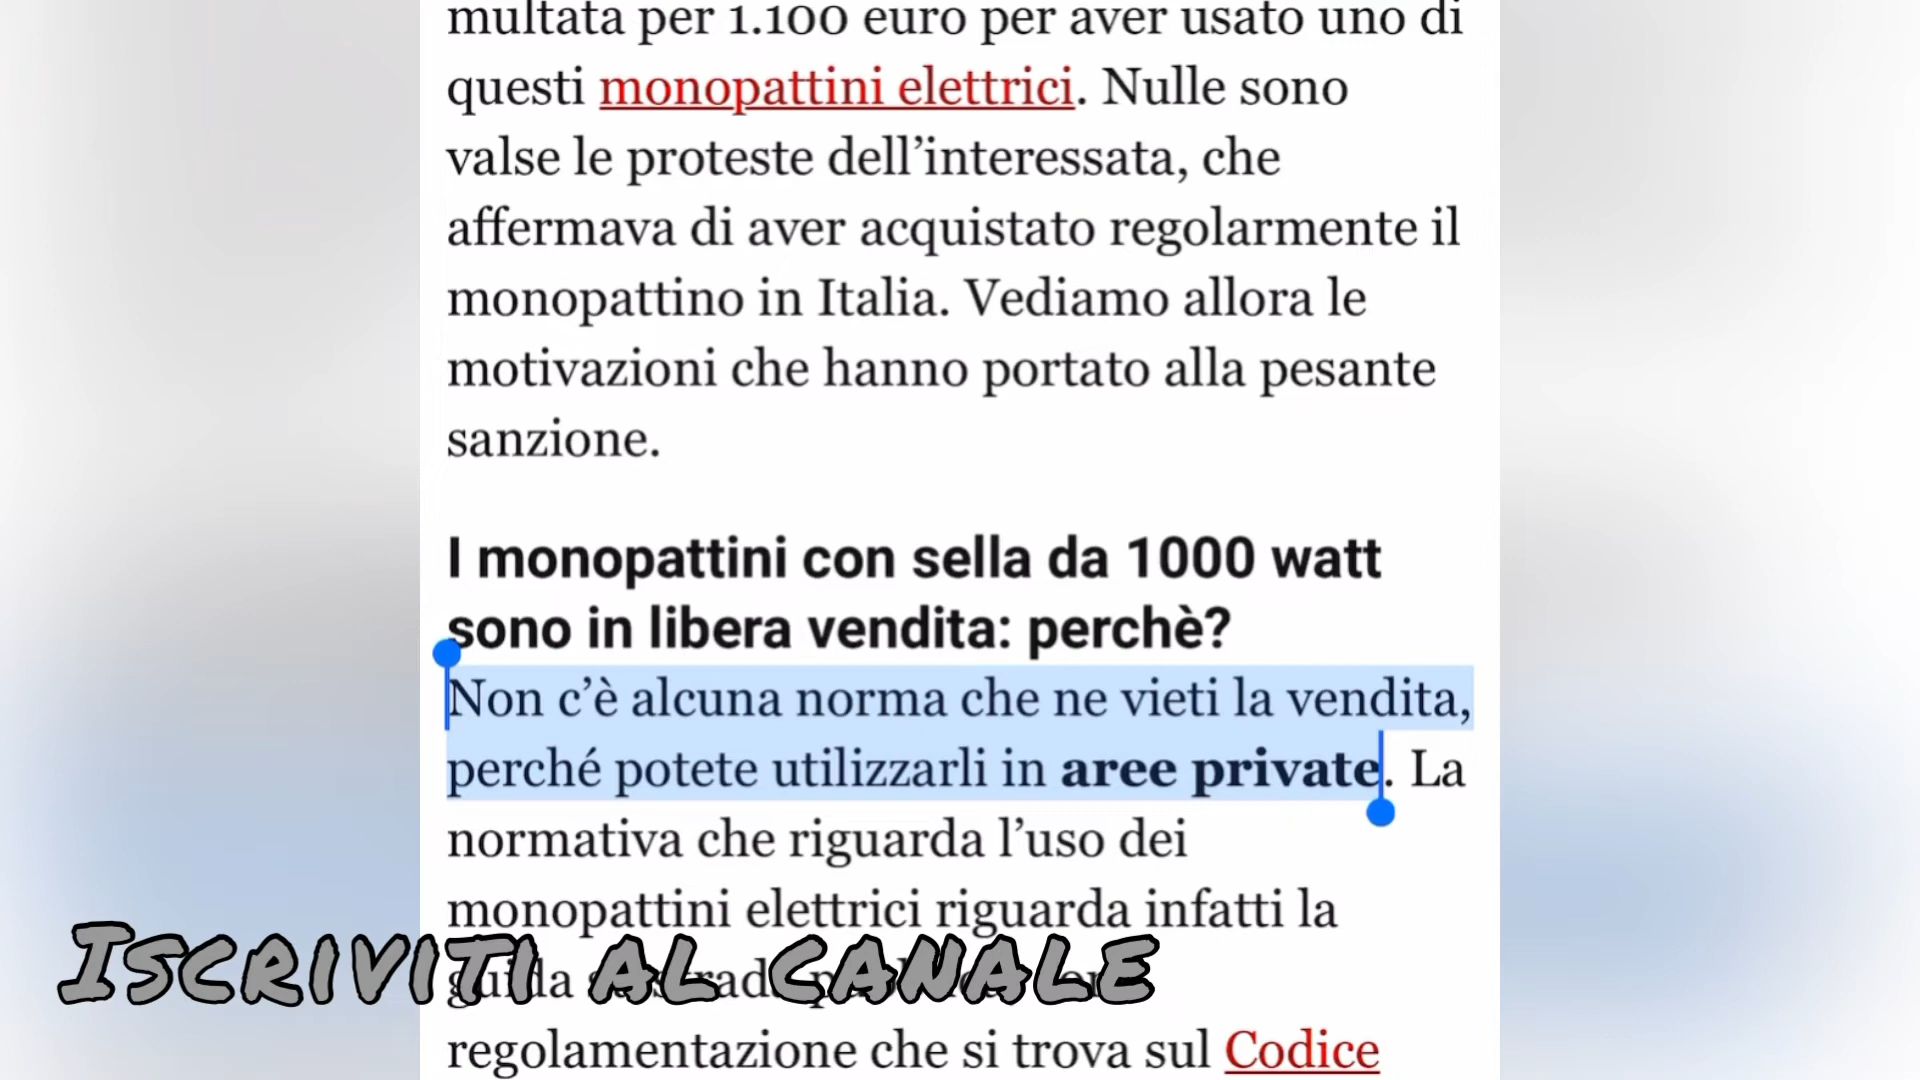 multata per 1.100 euro per aver usato uno di
questi monopattini elettrici. Nulle sono
valse le proteste dell’interessata, che
affermava di aver acquistato regolarmente il
monopattino in Italia. Vediamo allora le
motivazioni che hanno portato alla pesante
sanzione.
I monopattini con sella da 1000 watt
sono in libera vendita: perchè?
Non c’è alcuna norma che ne vieti la vendita,
perché potete utilizzarli in aree private. La
normativa che riguarda l’uso dei
monopattini elettrici riguarda infatti la
guida
regolamentazione che si trova sul Codice
Iscriviti al canale